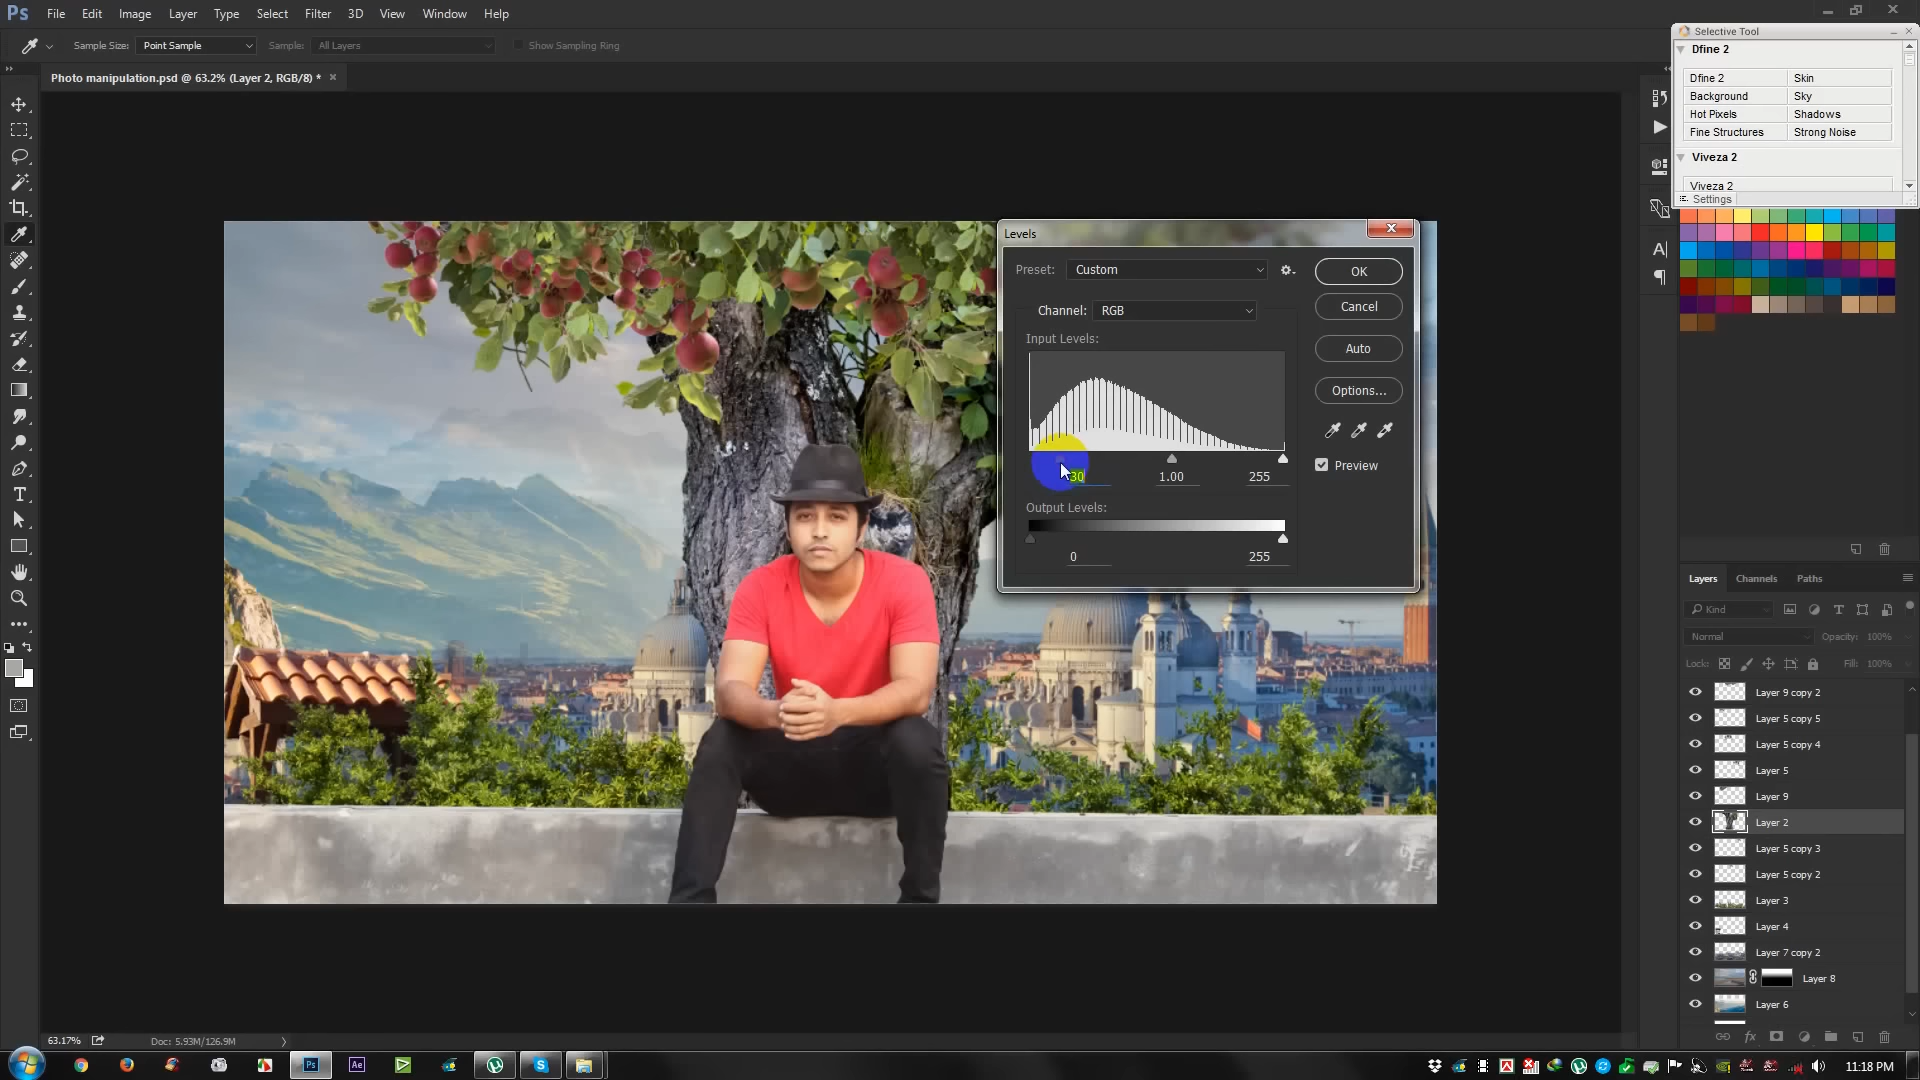 Ps File Edit Image Layer Type Select Filter 3D View Window Help
Sample Size: Point Sample Sample: All Layers Show Sampling Ring
Selective Tool
Photo manipulation.psd @ 63.2% (Layer 2, RGB/8) * ×
Dfine 2
Dfine 2 Skin
Background Sky
Hot Pixels Shadows
Fine Structures Strong Noise
Viveza 2
Viveza 2
Settings
Levels
Preset: Custom
OK
Channel: RGB
Cancel
Input Levels:
Auto
Options...
Preview
30 1.00 255
Output Levels:
0 255
Layers Channels Paths
Kind
Normal Opacity: 100%
Lock: Fill: 100%
Layer 9 copy 2
Layer 5 copy 5
Layer 5 copy 4
Layer 5
Layer 9
Layer 2
Layer 5 copy 3
Layer 5 copy 2
Layer 3
Layer 4
Layer 7 copy 2
Layer 8
Layer 6
fx
63.17% Doc: 5.93M/126.9M
Ps Ae 11:18 PM